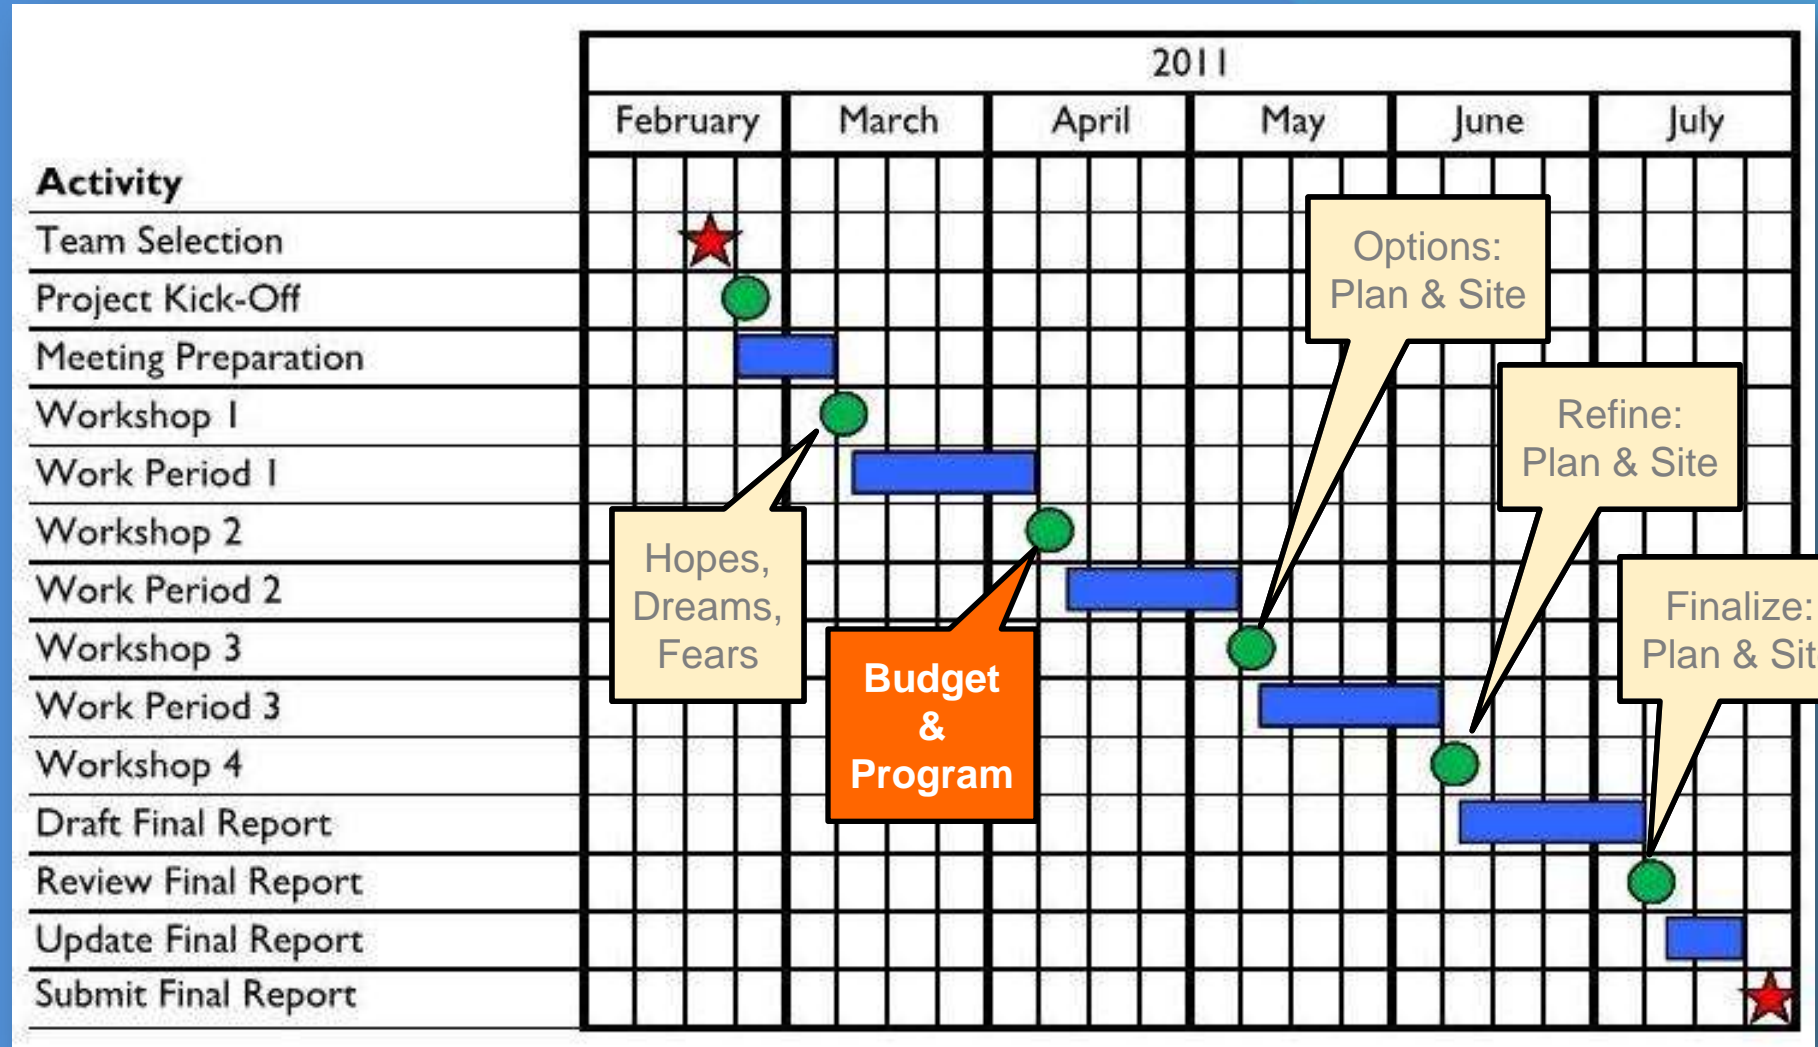 2011
February March April May June July
Activity
Team Selection
Project Kick-Off
Meeting Preparation
Workshop 1
Work Period 1
Workshop 2
Work Period 2
Workshop 3
Work Period 3
Workshop 4
Draft Final Report
Review Final Report
Update Final Report
Submit Final Report
Hopes,
Dreams,
Fears
Budget
&
Program
Options:
Plan & Site
Refine:
Plan & Site
Finalize:
Plan & Sit